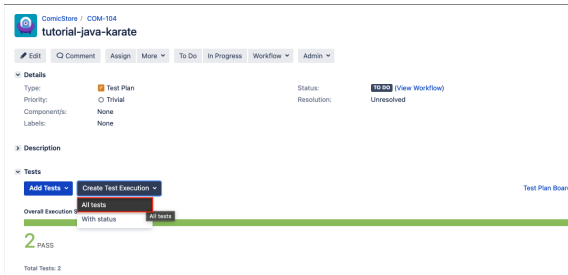 ComicStore / COM-104
tutorial-java-karate
Edit Comment Assign More To Do In Progress Workflow Admin
Details
Type: Test Plan Status: TO DO (View Workflow)
Priority: Trivial Resolution: Unresolved
Component/s: None
Labels: None
Description
Tests
Add Tests Create Test Execution Test Plan Board
All tests
Overall Execution S
All tests
With status
2 PASS
Total Tests: 2